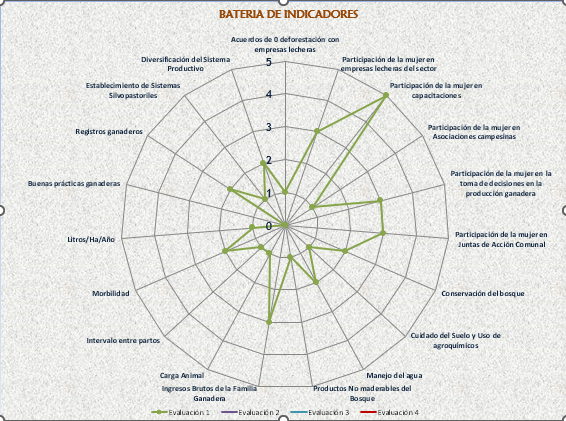 BATERIA DE INDICADORES
Acuerdos de 0 deforestación con
empresas lecheras
Participación de la mujer en
empresas lecheras del sector
Participación de la mujer en
capacitaciones
Participación de la mujer en
Asociaciones campesinas
Participación de la mujer en la
toma de decisiones en la
producción ganadera
Participación de la mujer en
Juntas de Acción Comunal
Conservación del bosque
Cuidado del Suelo y Uso de
agroquímicos
Manejo del agua
Productos No maderables del
Bosque
Ingresos Brutos de la Familia
Ganadera
Carga Animal
Intervalo entre partos
Morbilidad
Litros/Ha/Año
Buenas prácticas ganaderas
Registros ganaderos
Establecimiento de Sistemas
Silvopastoriles
Diversificación del Sistema
Productivo
5
4
3
2
1
0
Evaluación 1
Evaluación 2
Evaluación 3
Evaluación 4